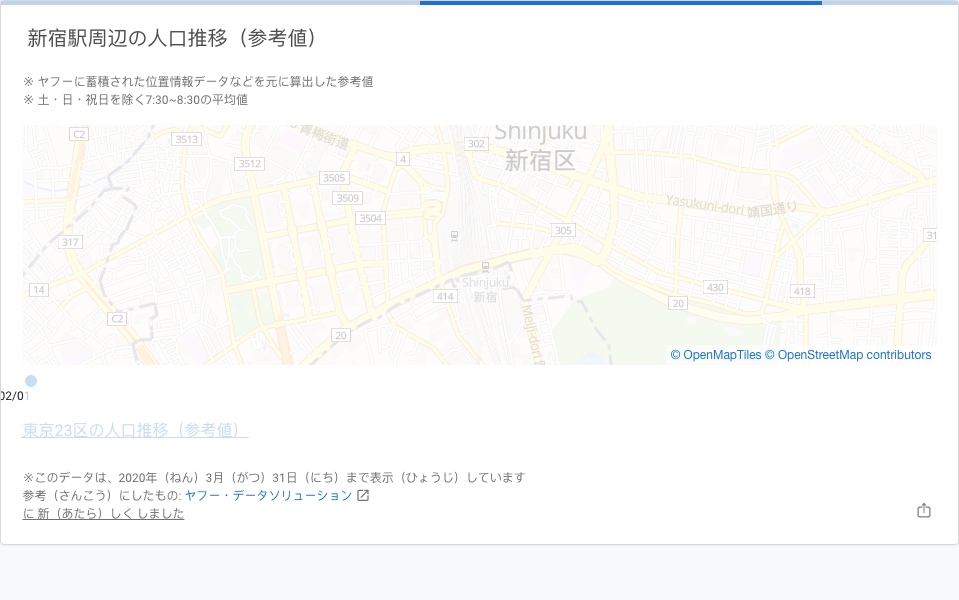 新宿駅周辺の人口推移（参考値）
※ ヤフーに蓄積された位置情報データなどを元に算出した参考値
※ 土・日・祝日を除く7:30~8:30の平均値
C2
3513
青梅街道
302
Shinjuku
新宿区
3512
4
3505
3509
3504
Yasukuni-dori 靖国通り
317
305
31
14
Shinjuku
新宿
414
430
418
20
C2
20
Meiji-dori
© OpenMapTiles © OpenStreetMap contributors
02/01
東京23区の人口推移（参考値）
※このデータは、2020年（ねん）3月（がつ）31日（にち）まで表示（ひょうじ）しています
参考（さんこう）にしたもの: ヤフー・データソリューション
に 新（あたら）しく しました